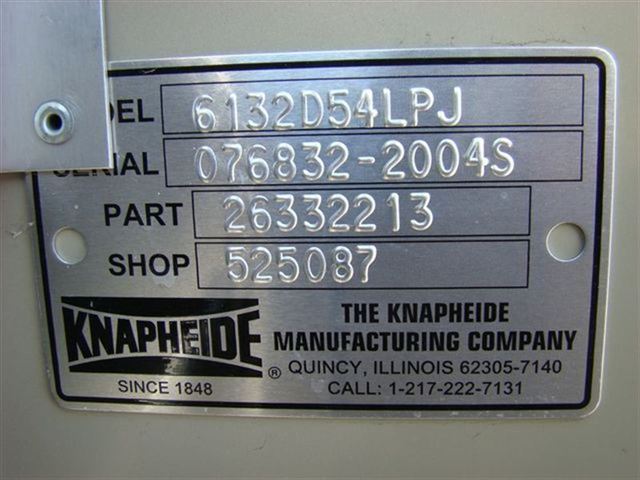 DEL 6132D54LPJ
SERIAL 076832-2004S
PART 26332213
SHOP 525087
KNAPHEIDE ®
SINCE 1848
THE KNAPHEIDE
MANUFACTURING COMPANY
QUINCY, ILLINOIS 62305-7140
CALL: 1-217-222-7131